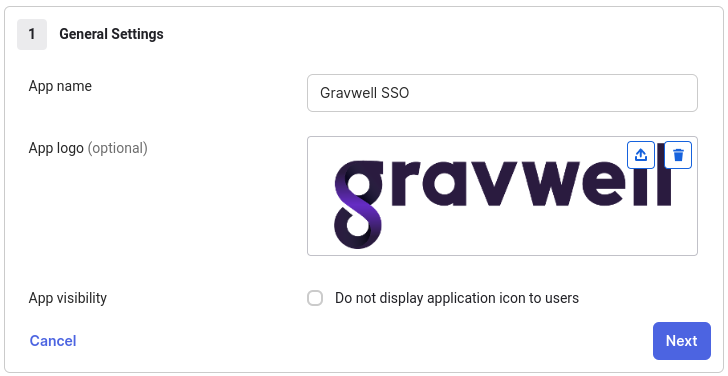 1 General Settings
App name
Gravwell SSO
App logo (optional)
gravwell
App visibility
Do not display application icon to users
Cancel
Next